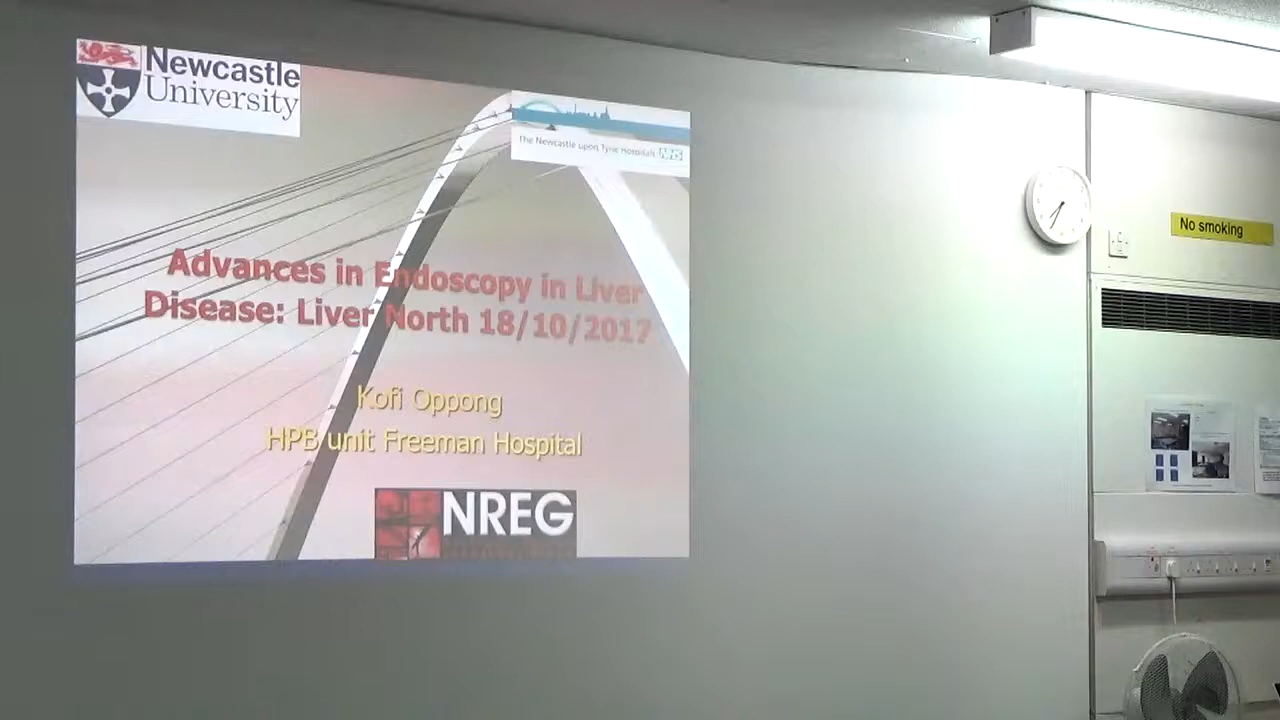 Newcastle
University
The Newcastle upon Tyne Hospitals NHS
Advances in Endoscopy in Liver
Disease: Liver North 18/10/2017
Kofi Oppong
HPB unit Freeman Hospital
NREG
No smoking